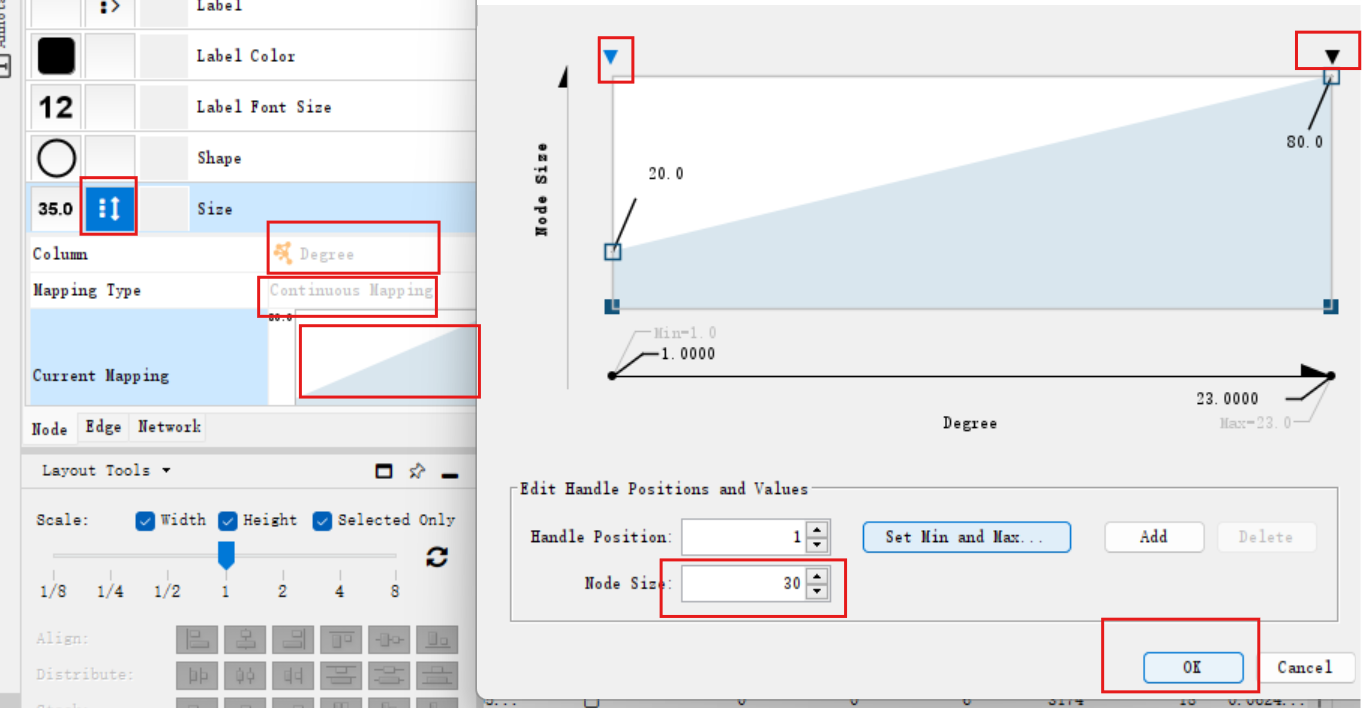 Label
Label Color
12
Label Font Size
Shape
35.0
Size
Column
Degree
Mapping Type
Continuous Mapping
80.0
Current Mapping
Node
Edge
Network
Layout Tools
Scale:
Width
Height
Selected Only
1/8
1/4
1/2
1
2
4
8
Align:
Distribute:
Node Size
20.0
80.0
Min=1.0
1.0000
23.0000
Max=23.0
Degree
Edit Handle Positions and Values
Handle Position:
1
Set Min and Max...
Add
Delete
Node Size:
30
OK
Cancel